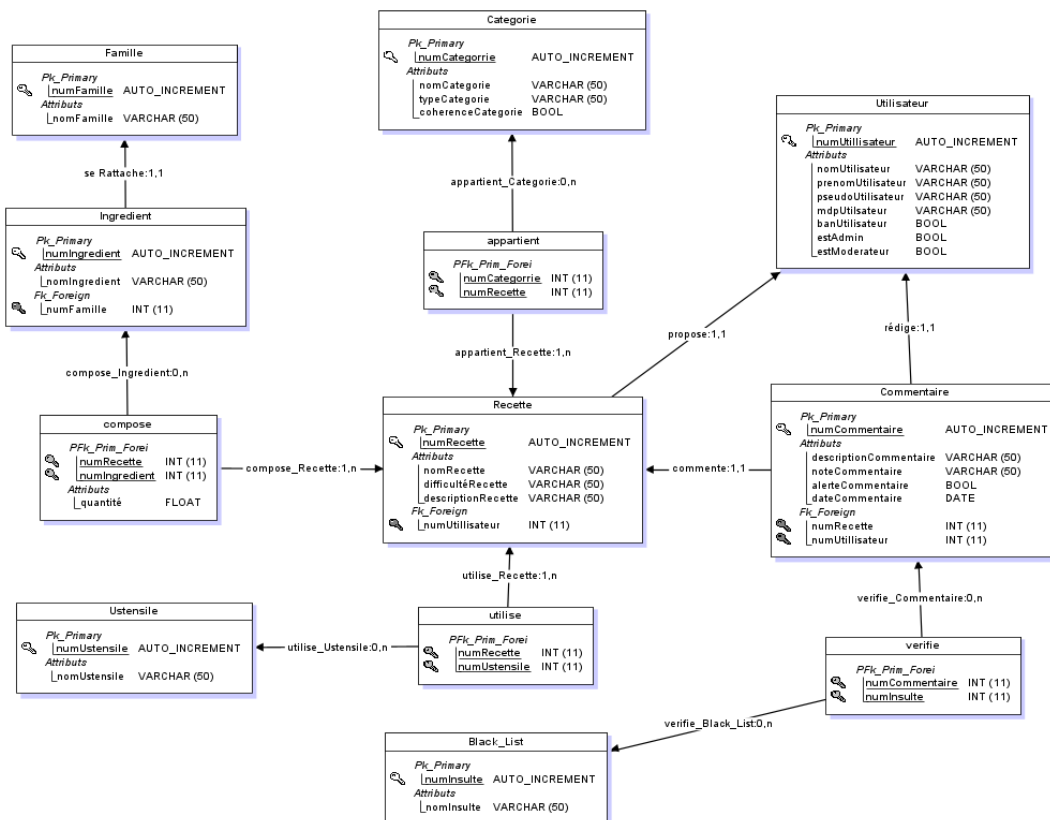 Categorie
Pk_Primary
numCategorrie AUTO_INCREMENT
Attributs
nomCategorie VARCHAR (50)
typeCategorie VARCHAR (50)
coherenceCategorie BOOL
Famille
Pk_Primary
numFamille AUTO_INCREMENT
Attributs
nomFamille VARCHAR (50)
Utilisateur
Pk_Primary
numUtillisateur AUTO_INCREMENT
Attributs
nomUtilisateur VARCHAR (50)
prenomUtilisateur VARCHAR (50)
pseudoUtilisateur VARCHAR (50)
mdpUtilsateur VARCHAR (50)
banUtilisateur BOOL
estAdmin BOOL
estModerateur BOOL
se Rattache:1,1
appartient_Categorie:0,n
Ingredient
Pk_Primary
numIngredient AUTO_INCREMENT
Attributs
nomIngredient VARCHAR (50)
Fk_Foreign
numFamille INT (11)
appartient
PFk_Prim_Forei
numCategorrie INT (11)
numRecette INT (11)
propose:1,1
rédige:1,1
appartient_Recette:1,n
compose_Ingredient:0,n
compose
PFk_Prim_Forei
numRecette INT (11)
numIngredient INT (11)
Attributs
quantité FLOAT
compose_Recette:1,n
Recette
Pk_Primary
numRecette AUTO_INCREMENT
Attributs
nomRecette VARCHAR (50)
difficultéRecette VARCHAR (50)
descriptionRecette VARCHAR (50)
Fk_Foreign
numUtillisateur INT (11)
commente:1,1
Commentaire
Pk_Primary
numCommentaire AUTO_INCREMENT
Attributs
descriptionCommentaire VARCHAR (50)
noteCommentaire VARCHAR (50)
alerteCommentaire BOOL
dateCommentaire DATE
Fk_Foreign
numRecette INT (11)
numUtillisateur INT (11)
utilise_Recette:1,n
verifie_Commentaire:0,n
Ustensile
Pk_Primary
numUstensile AUTO_INCREMENT
Attributs
nomUstensile VARCHAR (50)
utilise_Ustensile:0,n
utilise
PFk_Prim_Forei
numRecette INT (11)
numUstensile INT (11)
verifie
PFk_Prim_Forei
numCommentaire INT (11)
numInsulte INT (11)
verifie_Black_List:0,n
Black_List
Pk_Primary
numInsulte AUTO_INCREMENT
Attributs
nomInsulte VARCHAR (50)